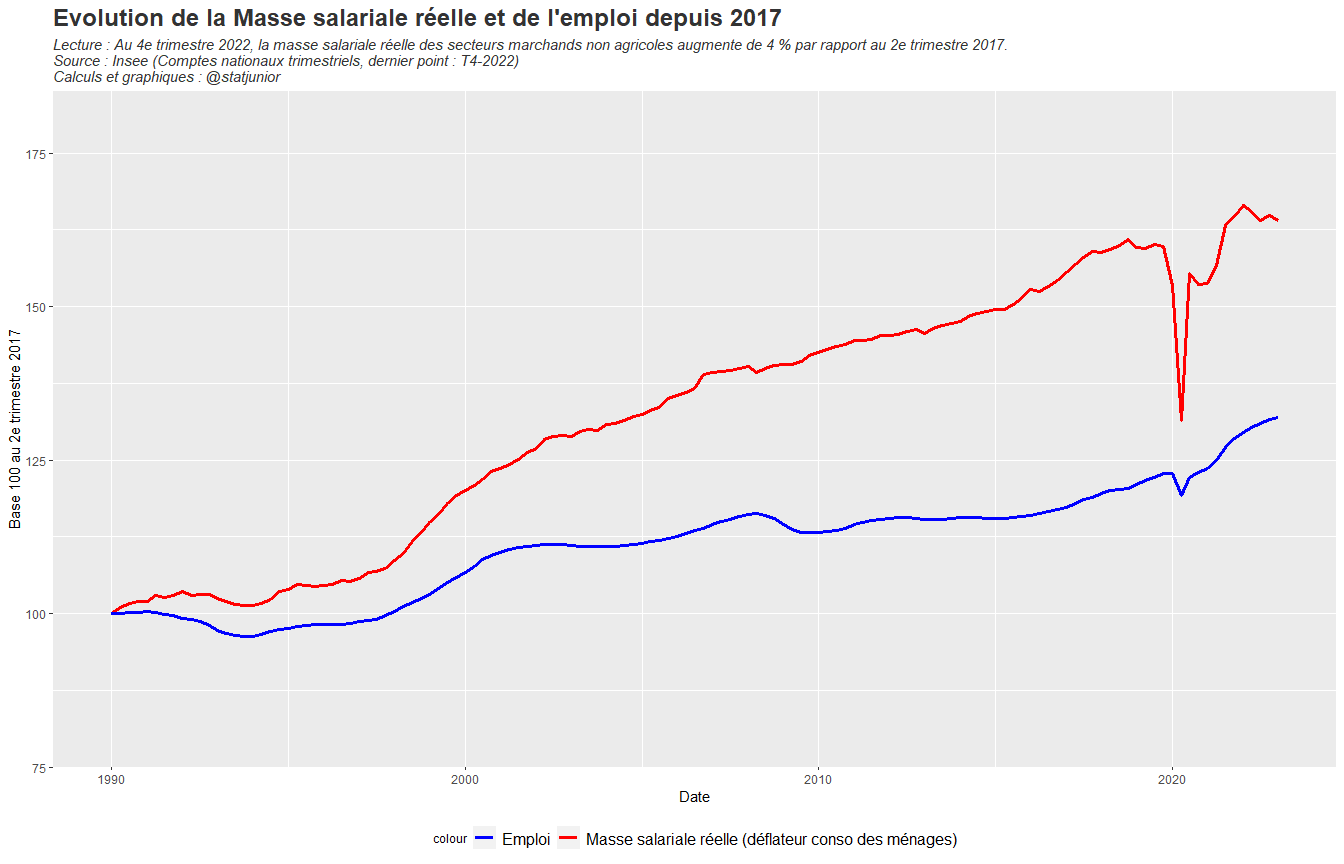 Evolution de la Masse salariale réelle et de l'emploi depuis 2017
Lecture : Au 4e trimestre 2022, la masse salariale réelle des secteurs marchands non agricoles augmente de 4 % par rapport au 2e trimestre 2017.
Source : Insee (Comptes nationaux trimestriels, dernier point : T4-2022)
Calculs et graphiques : @statjunior
Base 100 au 2e trimestre 2017
175
150
125
100
75
1990
2000
2010
2020
Date
colour
Emploi
Masse salariale réelle (déflateur conso des ménages)